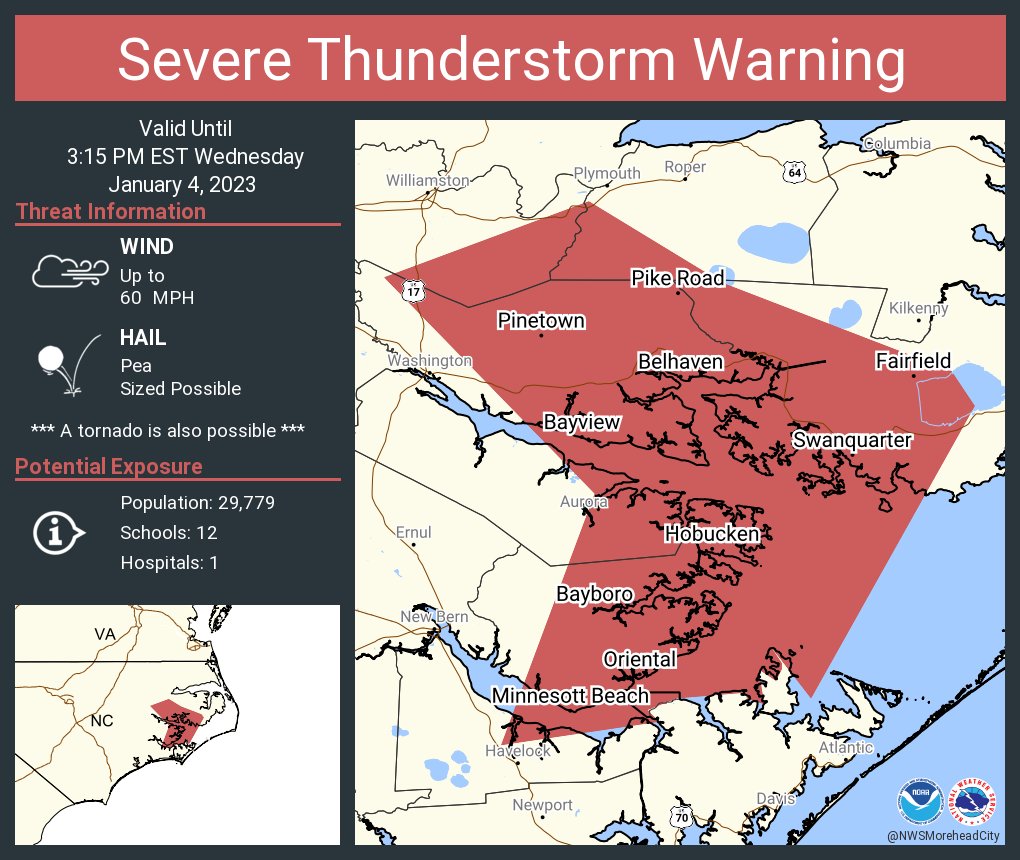 Severe Thunderstorm Warning
Valid Until
3:15 PM EST Wednesday
January 4, 2023
Threat Information
WIND
Up to
60 MPH
HAIL
Pea
Sized Possible
*** A tornado is also possible ***
Potential Exposure
Population: 29,779
Schools: 12
Hospitals: 1
VA
NC
Columbia
Williamston
Plymouth
Roper
64
Pike Road
17
Kilkenny
Pinetown
Washington
Belhaven
Fairfield
Bayview
Swanquarter
Aurora
Ernul
Hobucken
Bayboro
New Bern
Oriental
Minnesott Beach
Havelock
Atlantic
Newport
Davis
70
NOAA
NATIONAL WEATHER SERVICE
@NWSMoreheadCity